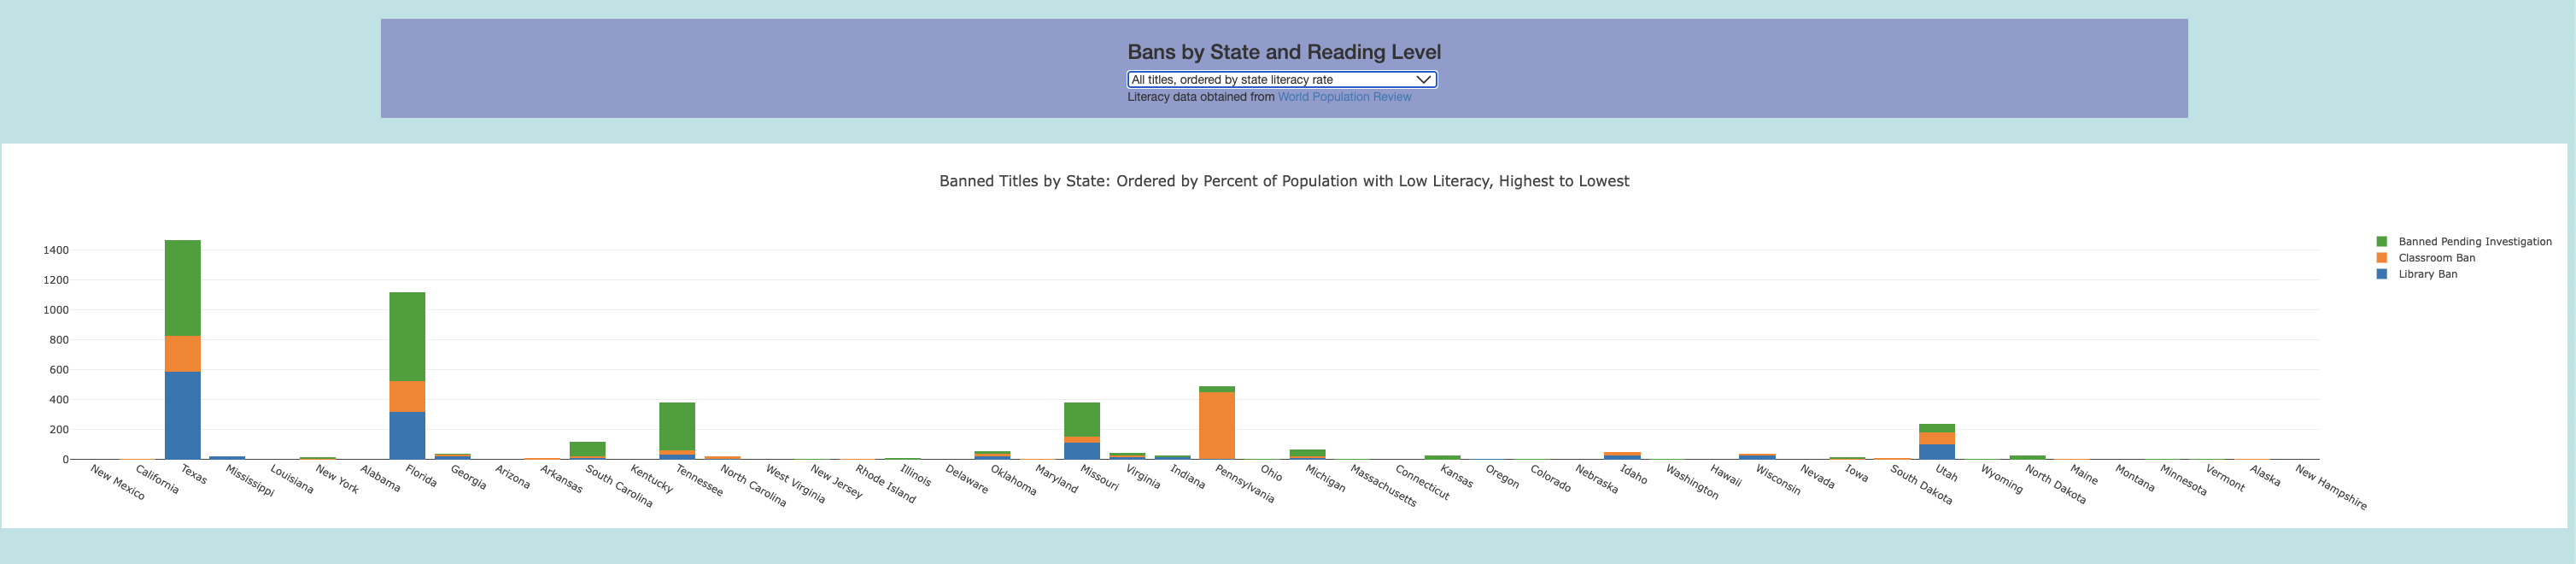 Bans by State and Reading Level
All titles, ordered by state literacy rate
Literacy data obtained from World Population Review
Banned Titles by State: Ordered by Percent of Population with Low Literacy, Highest to Lowest
Banned Pending Investigation
Classroom Ban
Library Ban
1400
1200
1000
800
600
400
200
0
New Mexico
California
Texas
Mississippi
Louisiana
New York
Alabama
Florida
Georgia
Arizona
Arkansas
South Carolina
Kentucky
Tennessee
North Carolina
West Virginia
New Jersey
Rhode Island
Illinois
Delaware
Oklahoma
Maryland
Missouri
Virginia
Indiana
Pennsylvania
Ohio
Michigan
Massachusetts
Connecticut
Kansas
Oregon
Colorado
Nebraska
Idaho
Washington
Hawaii
Wisconsin
Nevada
Iowa
South Dakota
Utah
Wyoming
North Dakota
Maine
Montana
Minnesota
Vermont
Alaska
New Hampshire